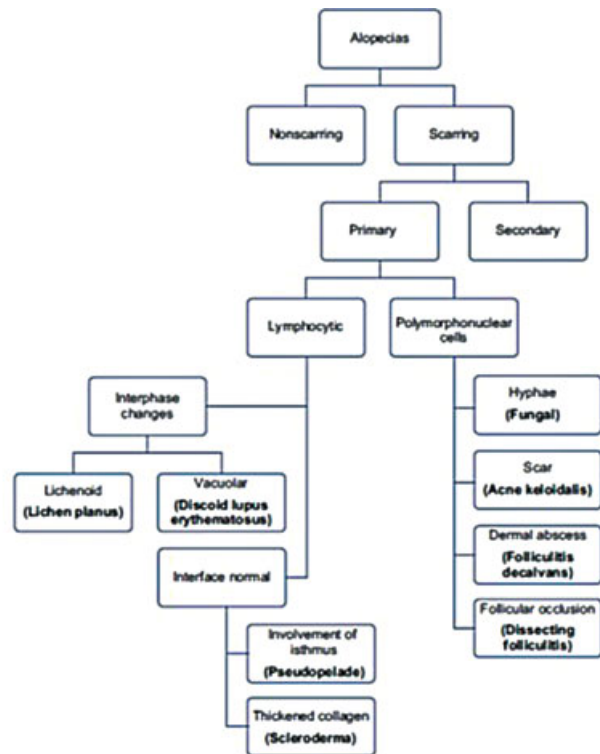 Alopecias
Nonscarring
Scarring
Primary
Secondary
Lymphocytic
Polymorphonuclear
cells
Interphase
changes
Hyphae
(Fungal)
Lichenoid
(Lichen planus)
Vacuolar
(Discoid lupus
erythematosus)
Scar
(Acne keloidalis)
Interface normal
Dermal abscess
(Folliculitis
decalvans)
Follicular occlusion
(Dissecting
folliculitis)
Involvement of
isthmus
(Pseudopelade)
Thickened collagen
(Scleroderma)